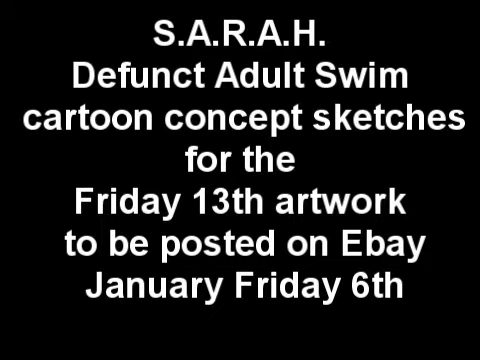 S.A.R.A.H.
Defunct Adult Swim
cartoon concept sketches
for the
Friday 13th artwork
to be posted on Ebay
January Friday 6th